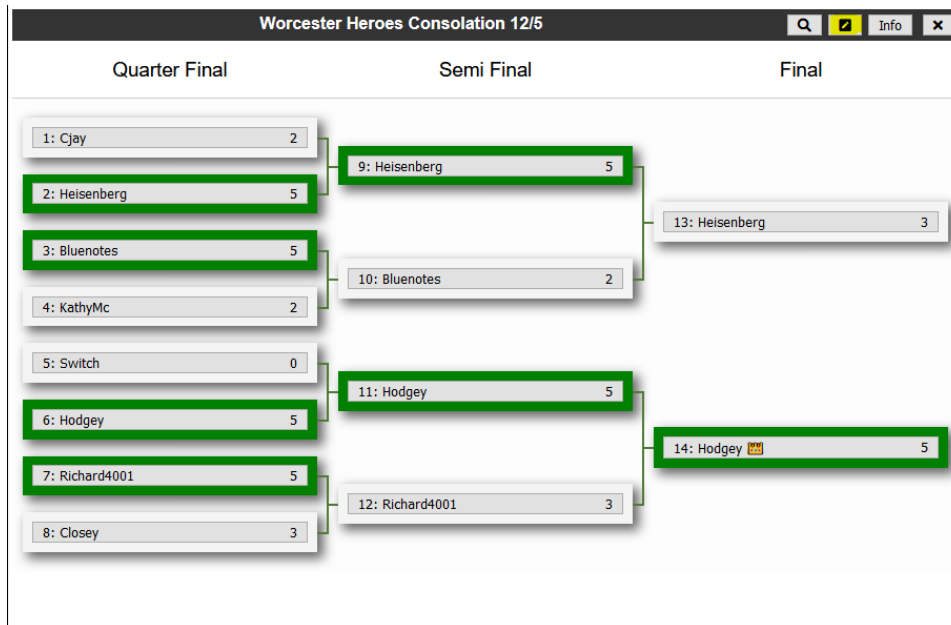 Worcester Heroes Consolation 12/5
Info
Quarter Final
Semi Final
Final
1: Cjay 2
2: Heisenberg 5
3: Bluenotes 5
4: KathyMc 2
5: Switch 0
6: Hodgey 5
7: Richard4001 5
8: Closey 3
9: Heisenberg 5
10: Bluenotes 2
11: Hodgey 5
12: Richard4001 3
13: Heisenberg 3
14: Hodgey 5